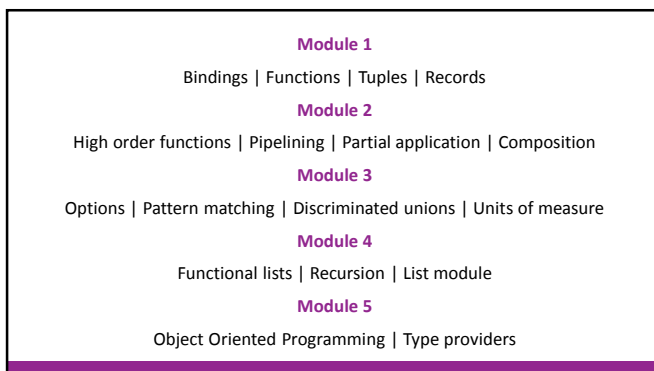 Module 1
Bindings | Functions | Tuples | Records
Module 2
High order functions | Pipelining | Partial application | Composition
Module 3
Options | Pattern matching | Discriminated unions | Units of measure
Module 4
Functional lists | Recursion | List module
Module 5
Object Oriented Programming | Type providers